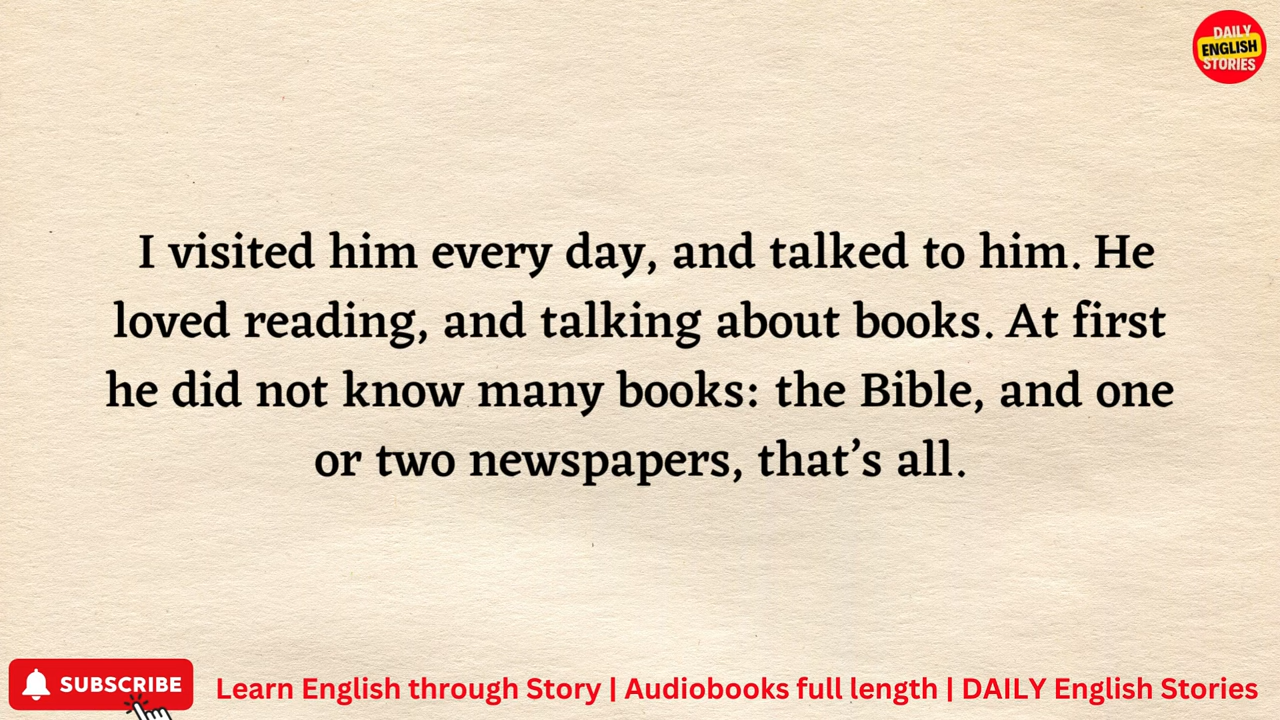 DAILY
ENGLISH
STORIES
I visited him every day, and talked to him. He
loved reading, and talking about books. At first
he did not know many books: the Bible, and one
or two newspapers, that’s all.
SUBSCRIBE
Learn English through Story | Audiobooks full length | DAILY English Stories